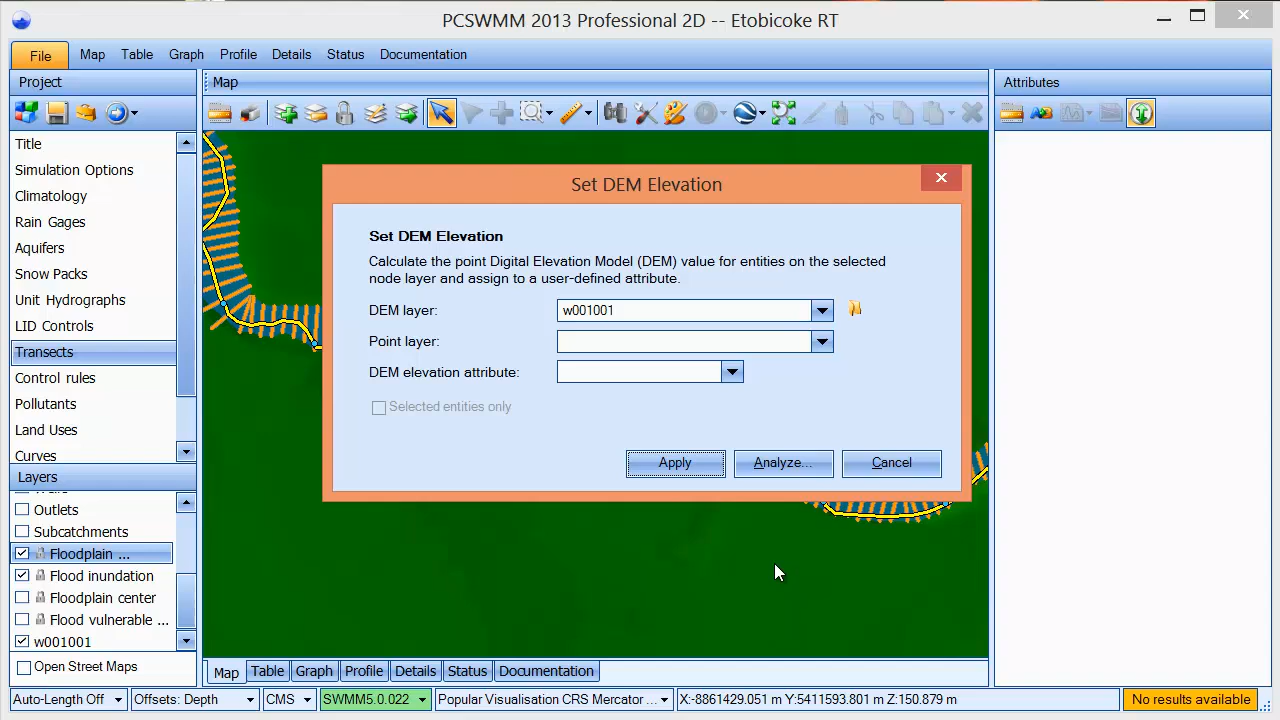 PCSWMM 2013 Professional 2D -- Etobicoke RT
File Map Table Graph Profile Details Status Documentation
Project
Map
Attributes
Title
Simulation Options
Climatology
Rain Gages
Aquifers
Snow Packs
Unit Hydrographs
LID Controls
Transects
Control rules
Pollutants
Land Uses
Curves
Layers
Outlets
Subcatchments
Floodplain ...
Flood inundation
Floodplain center
Flood vulnerable ...
w001001
Open Street Maps
Set DEM Elevation
Set DEM Elevation
Calculate the point Digital Elevation Model (DEM) value for entities on the selected
node layer and assign to a user-defined attribute.
DEM layer: w001001
Point layer:
DEM elevation attribute:
Selected entities only
Apply Analyze... Cancel
Map Table Graph Profile Details Status Documentation
Auto-Length Off Offsets: Depth CMS SWMM5.0.022 Popular Visualisation CRS Mercator ... X:-8861429.051 m Y:5411593.801 m Z:150.879 m No results available